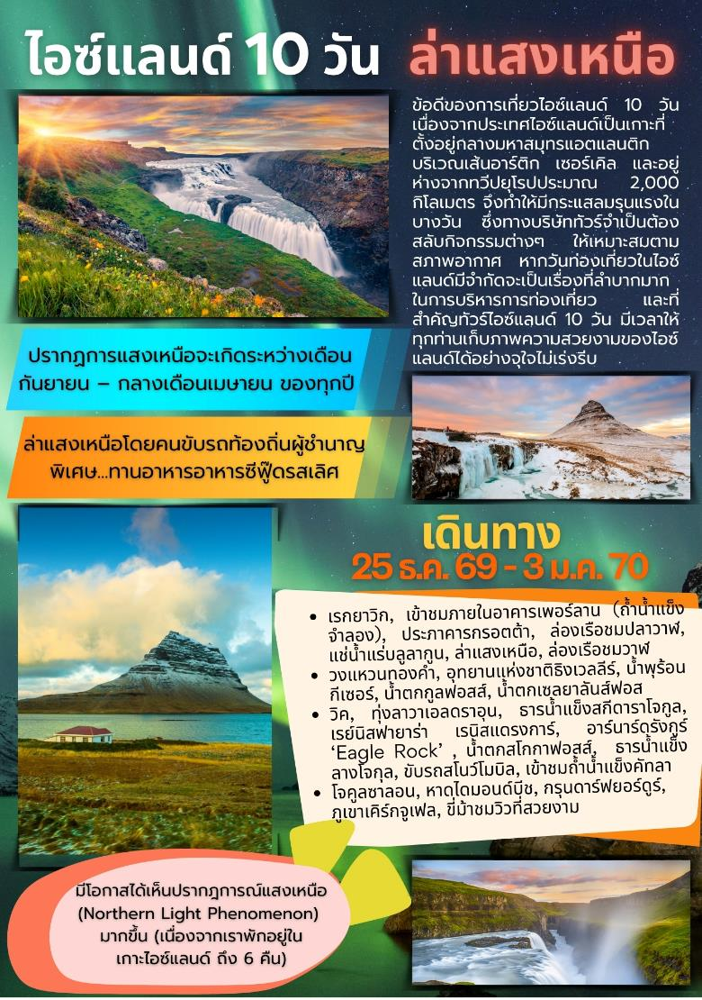 ไอซ์แลนด์ 10 วัน ล่าแสงเหนือ
ข้อดีของการเที่ยวไอซ์แลนด์ 10 วัน
เนื่องจากประเทศไอซ์แลนด์เป็นเกาะที่
ตั้งอยู่กลางมหาสมุทรแอตแลนติก
บริเวณเส้นอาร์ติก เซอร์เคิล และอยู่
ห่างจากทวีปยุโรปประมาณ 2,000
กิโลเมตร จึงทำให้มีกระแสลมรุนแรงใน
บางวัน ซึ่งทางบริษัททัวร์จำเป็นต้อง
สลับกิจกรรมต่างๆ ให้เหมาะสมตาม
สภาพอากาศ หากวันท่องเที่ยวในไอซ์
แลนด์มีจำกัดจะเป็นเรื่องที่ลำบากมาก
ในการบริหารการท่องเที่ยว และที่
สำคัญทัวร์ไอซ์แลนด์ 10 วัน มีเวลาให้
ทุกท่านเก็บภาพความสวยงามของไอซ์
แลนด์ได้อย่างจุใจไม่เร่งรีบ
ปรากฏการแสงเหนือจะเกิดระหว่างเดือน
กันยายน – กลางเดือนเมษายน ของทุกปี
ล่าแสงเหนือโดยคนขับรถท้องถิ่นผู้ชำนาญ
พิเศษ...ทานอาหารอาหารซีฟู๊ดรสเลิศ
เดินทาง
25 ธ.ค. 69 - 3 ม.ค. 70
• เรกยาวิก, เข้าชมภายในอาคารเพอร์ลาน (ถ้ำน้ำแข็ง
จำลอง), ประภาคารกรอตต้า, ล่องเรือชมปลาวาฬ,
แช่น้ำแร่บลูลากูน, ล่าแสงเหนือ, ล่องเรือชมวาฬ
• วงแหวนทองคำ, อุทยานแห่งชาติธิงเวลลีร์, น้ำพุร้อน
กีเซอร์, น้ำตกกูลฟอสส์, น้ำตกเซลยาลันส์ฟอส
• วิค, ทุ่งลาวาเอลดราอุน, ธารน้ำแข็งสกีดาราโจกูล,
เรย์นิสฟายาร่า เรนิสแดรงการ์, อาร์นาร์ดรังกูร์
‘Eagle Rock’ , น้ำตกสโกกาฟอสส์, ธารน้ำแข็ง
ลางโจกุล, ขับรถสโนว์โมบิล, เข้าชมถ้ำน้ำแข็งคัทลา
• โจคูลซาลอน, หาดไดมอนด์บีช, กรุนดาร์ฟยอร์ดูร์,
ภูเขาเคิร์กจูเฟล, ขี่ม้าชมวิวที่สวยงาม
มีโอกาสได้เห็นปรากฎการณ์แสงเหนือ
(Northern Light Phenomenon)
มากขึ้น (เนื่องจากเราพักอยู่ใน
เกาะไอซ์แลนด์ ถึง 6 คืน)